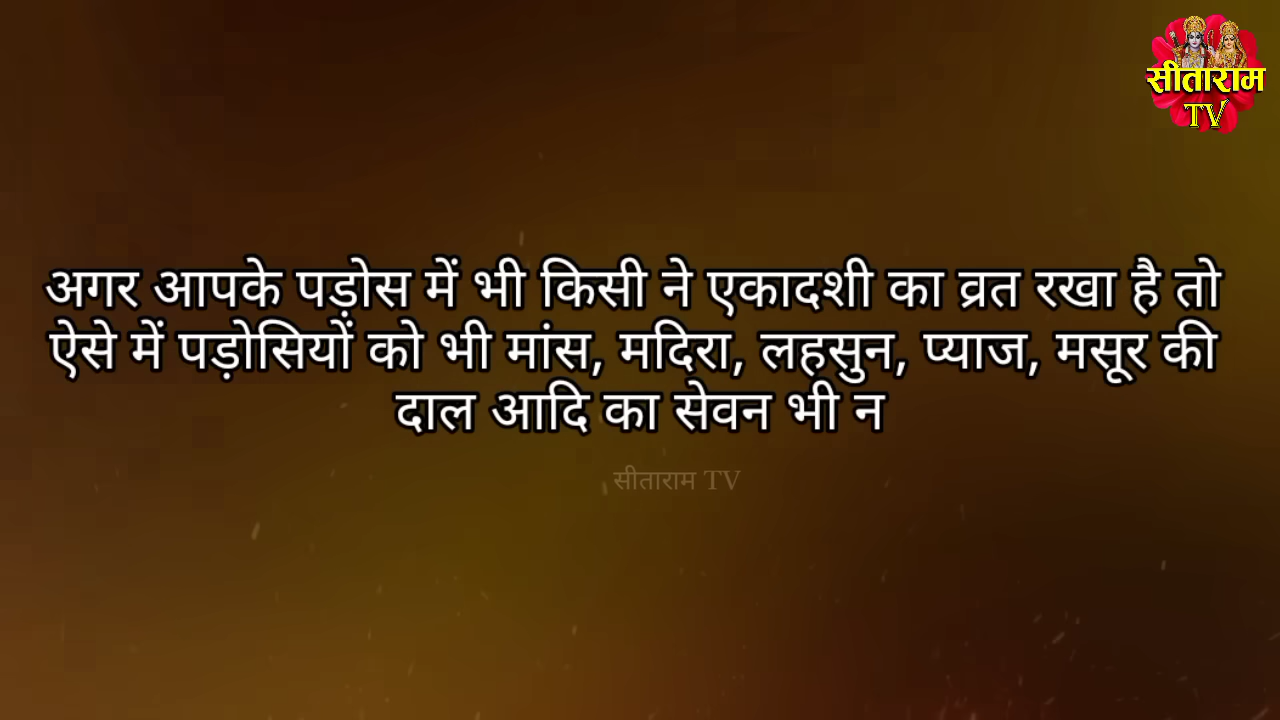 सीताराम
TV
अगर आपके पड़ोस में भी किसी ने एकादशी का व्रत रखा है तो
ऐसे में पड़ोसियों को भी मांस, मदिरा, लहसुन, प्याज, मसूर की
दाल आदि का सेवन भी न
सीताराम TV